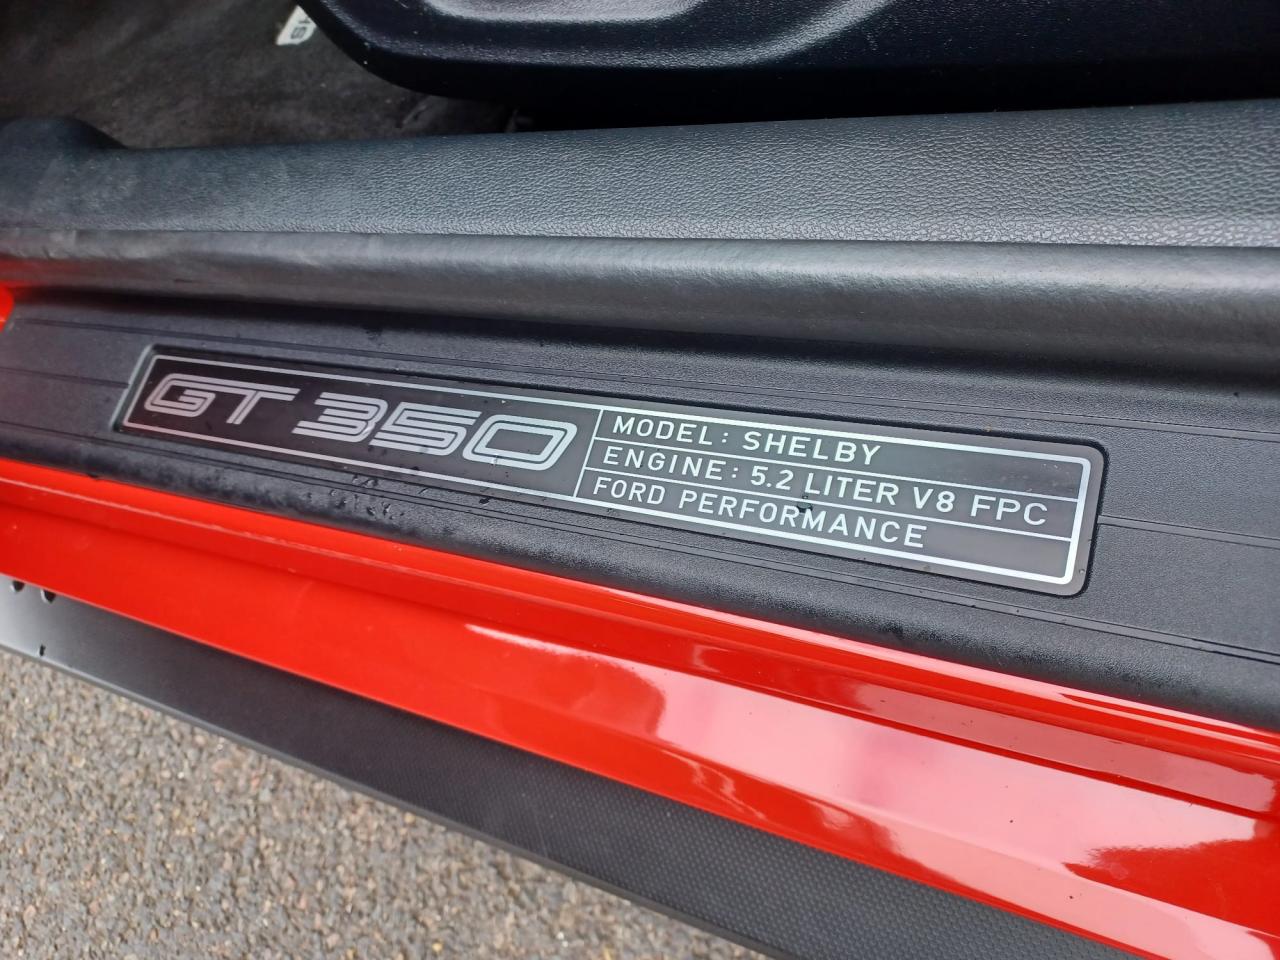 GT 350
MODEL: SHELBY
ENGINE: 5.2 LITER V8 FPC
FORD PERFORMANCE